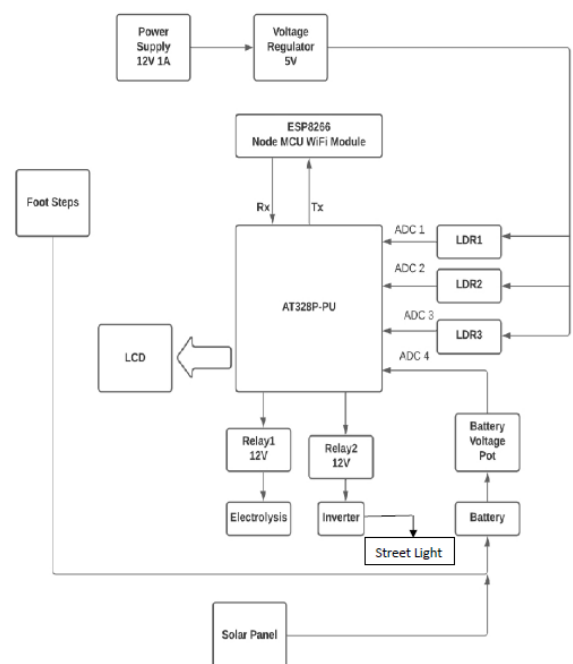 Power
Supply
12V 1A
Voltage
Regulator
5V
ESP8266
Node MCU WiFi Module
Foot Steps
Rx
Tx
ADC 1
LDR1
ADC 2
LDR2
AT328P-PU
ADC 3
LDR3
LCD
ADC 4
Relay1
12V
Relay2
12V
Battery
Voltage
Pot
Electrolysis
Inverter
Battery
Street Light
Solar Panel